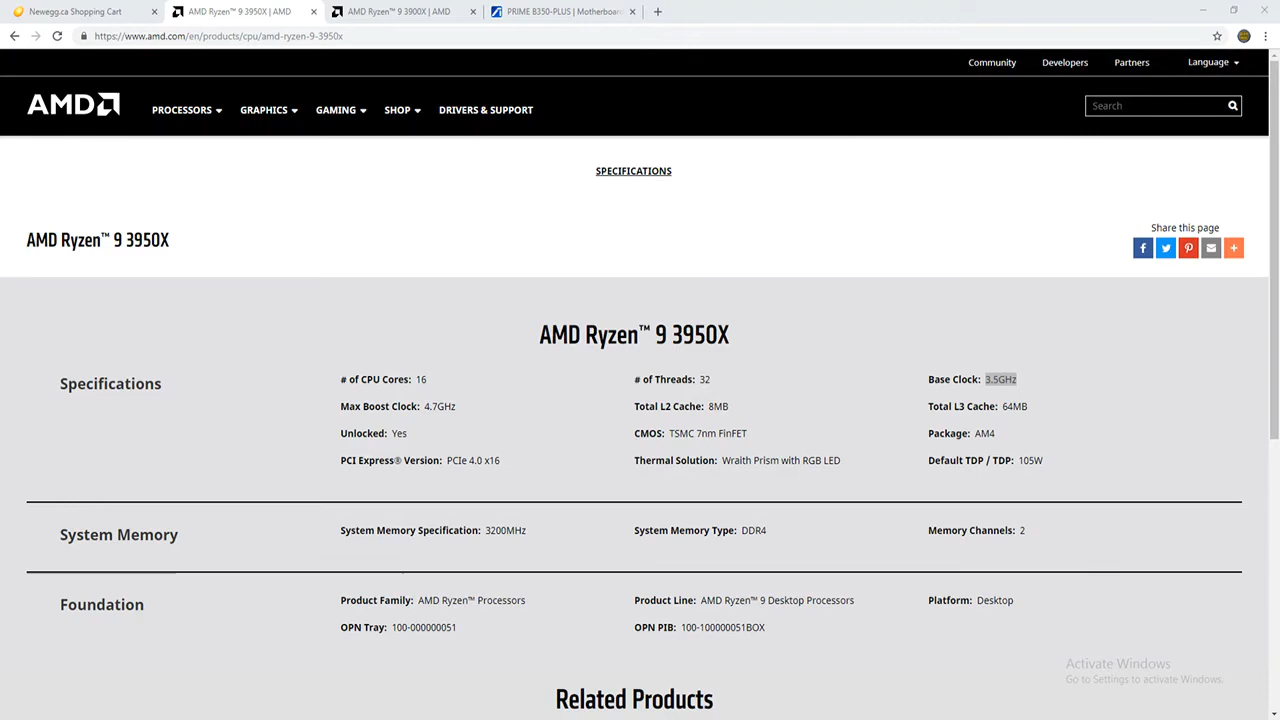 Newegg.ca Shopping Cart
AMD Ryzen™ 9 3950X | AMD
AMD Ryzen™ 9 3900X | AMD
PRIME B350-PLUS | Motherboard
https://www.amd.com/en/products/cpu/amd-ryzen-9-3950x
Community Developers Partners Language
AMD
PROCESSORS GRAPHICS GAMING SHOP DRIVERS & SUPPORT
Search
SPECIFICATIONS
AMD Ryzen™ 9 3950X
Share this page
AMD Ryzen™ 9 3950X
Specifications
# of CPU Cores: 16 # of Threads: 32 Base Clock: 3.5GHz
Max Boost Clock: 4.7GHz Total L2 Cache: 8MB Total L3 Cache: 64MB
Unlocked: Yes CMOS: TSMC 7nm FinFET Package: AM4
PCI Express® Version: PCIe 4.0 x16 Thermal Solution: Wraith Prism with RGB LED Default TDP / TDP: 105W
System Memory
System Memory Specification: 3200MHz System Memory Type: DDR4 Memory Channels: 2
Foundation
Product Family: AMD Ryzen™ Processors Product Line: AMD Ryzen™ 9 Desktop Processors Platform: Desktop
OPN Tray: 100-000000051 OPN PIB: 100-100000051BOX
Activate Windows
Go to Settings to activate Windows.
Related Products